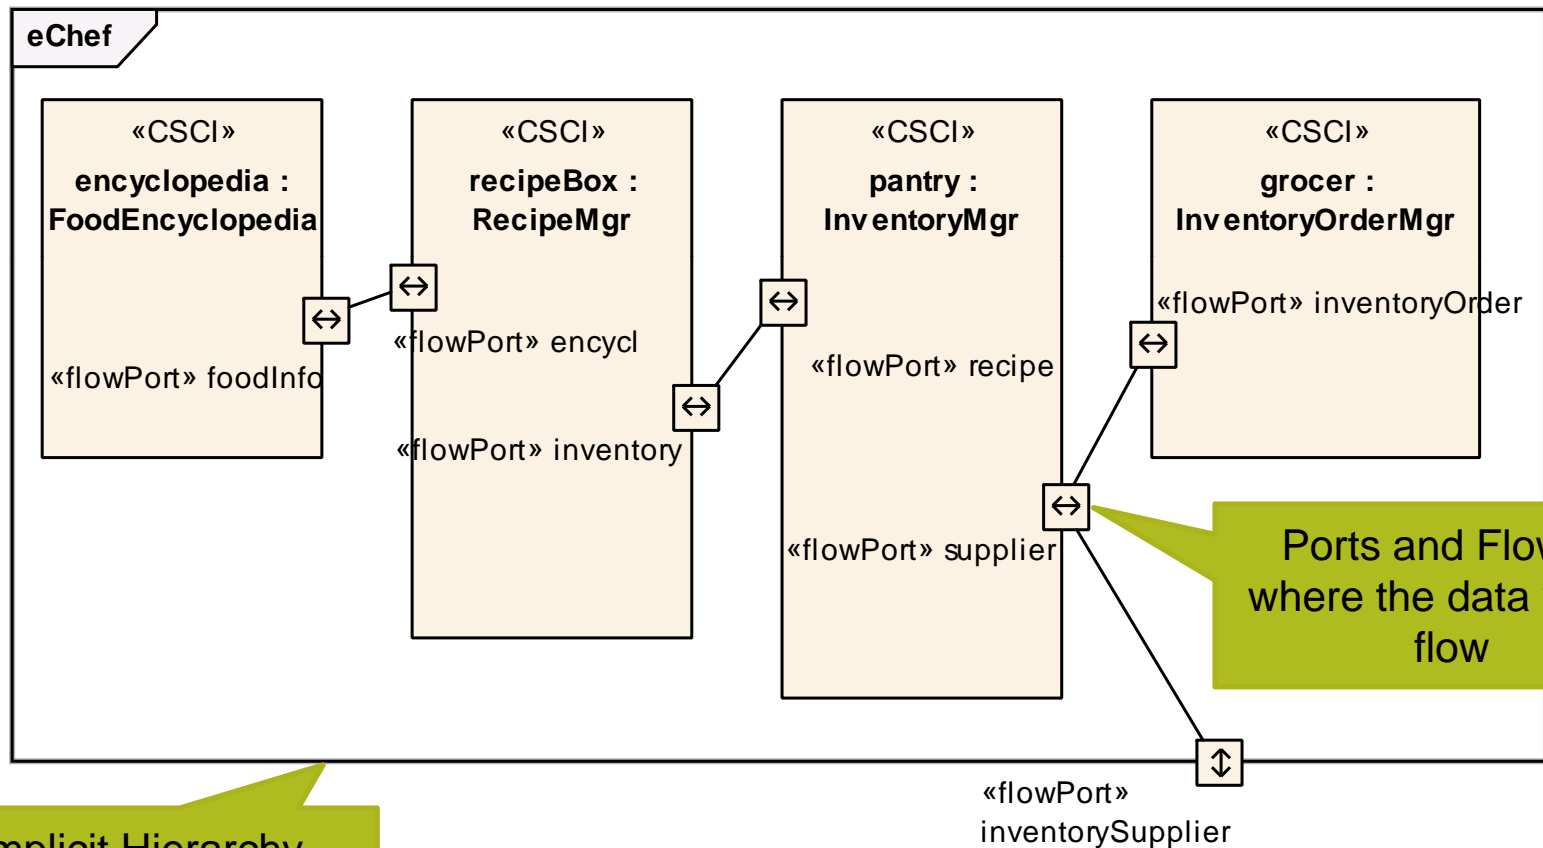 eChef
«CSCI»
encyclopedia :
FoodEncyclopedia
«flowPort» foodInfo
«CSCI»
recipeBox :
RecipeMgr
«flowPort» encycl
«flowPort» inventory
«CSCI»
pantry :
InventoryMgr
«flowPort» recipe
«flowPort» supplier
«CSCI»
grocer :
InventoryOrderMgr
«flowPort» inventoryOrder
Ports and
where the data
flow
«flowPort»
inventorySupplier
Hierarchy